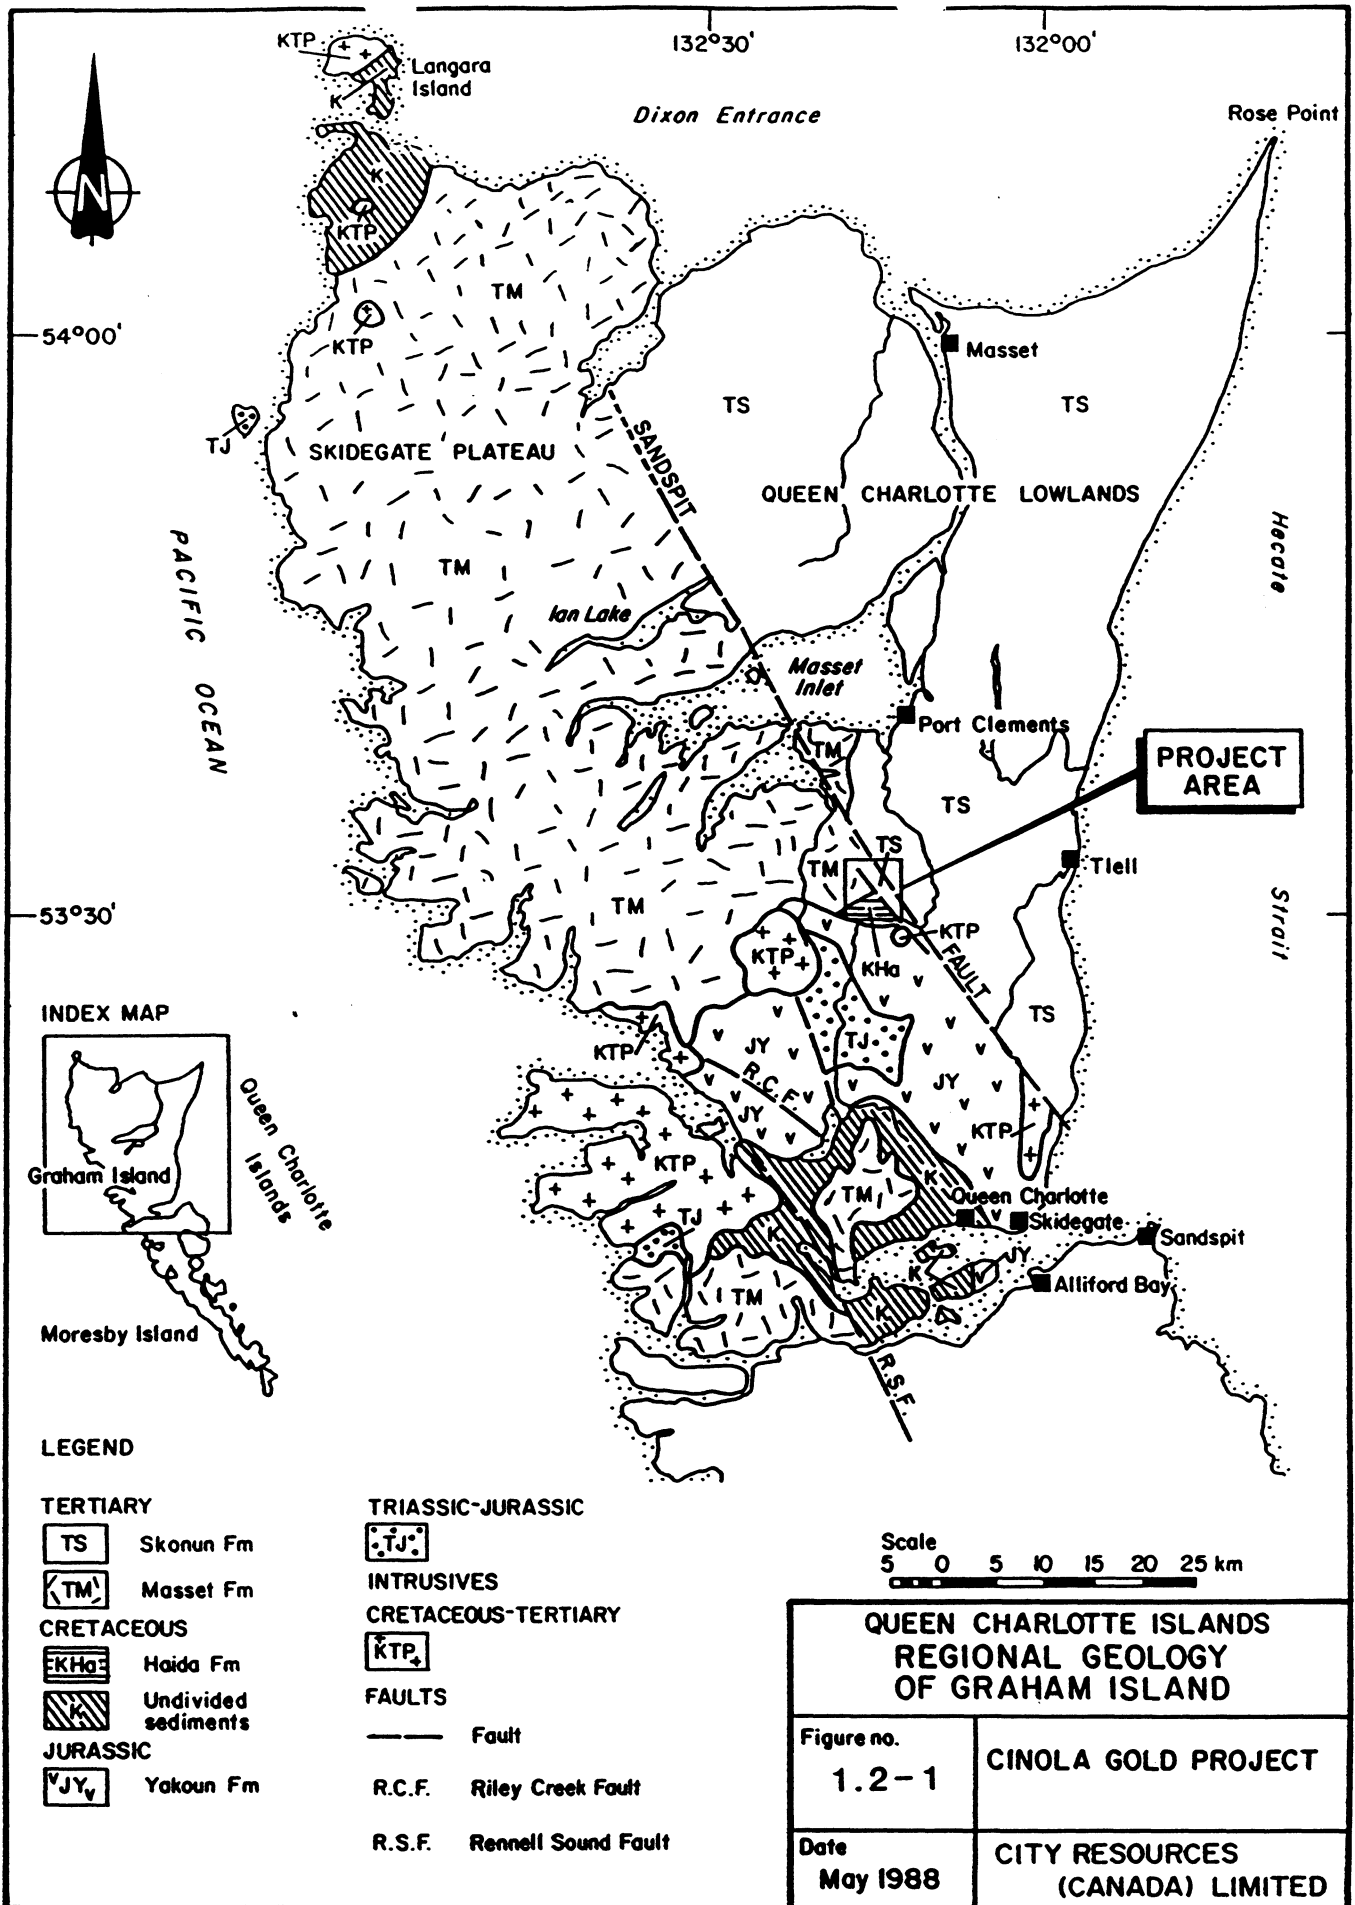 132°30'
132°00'
KTP
Langara
Island
K
Dixon Entrance
Rose Point
N
K
KTP
TM
54°00'
KTP
Masset
TS
TS
TJ
SKIDEGATE PLATEAU
SANDSPIT
QUEEN CHARLOTTE LOWLANDS
PACIFIC OCEAN
Hecate
TM
Ian Lake
Masset
Inlet
Port Clements
TM
PROJECT
AREA
TS
TS
TM
Tlell
Strait
53°30'
TM
KTP
KTP
KHa
FAULT
INDEX MAP
TS
KTP
JY
TJ
R.C.F.
JY
JY
KTP
Queen Charlotte
Islands
Graham Island
KTP
K
TM
Queen Charlotte
TJ
Skidegate
Sandspit
K
K
JY
Alliford Bay
TM
K
Moresby Island
R.S.F.
LEGEND
TERTIARY
TS Skonun Fm
TM Masset Fm
CRETACEOUS
KHa Haida Fm
K Undivided
sediments
JURASSIC
JY Yakoun Fm
TRIASSIC-JURASSIC
TJ
INTRUSIVES
CRETACEOUS-TERTIARY
KTP
FAULTS
Fault
R.C.F. Riley Creek Fault
R.S.F. Rennell Sound Fault
Scale
5 0 5 10 15 20 25 km
QUEEN CHARLOTTE ISLANDS
REGIONAL GEOLOGY
OF GRAHAM ISLAND
Figure no.
1.2-1
CINOLA GOLD PROJECT
Date
May 1988
CITY RESOURCES
(CANADA) LIMITED